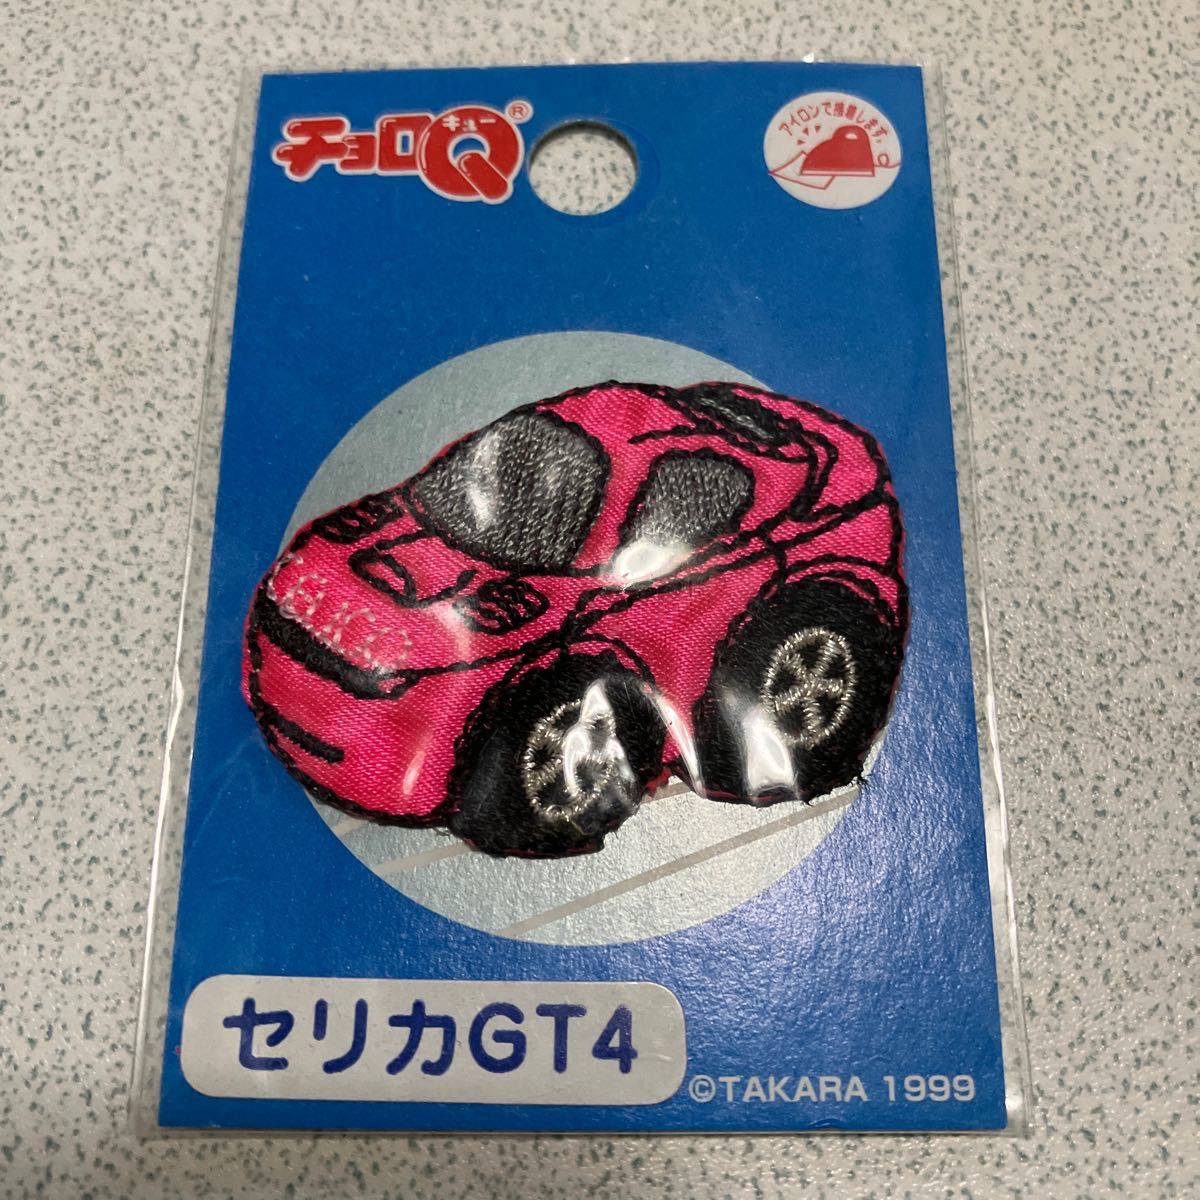 チョロQ®
キュー
アイロンで接着します。
CELICA
セリカGT4
©TAKARA 1999